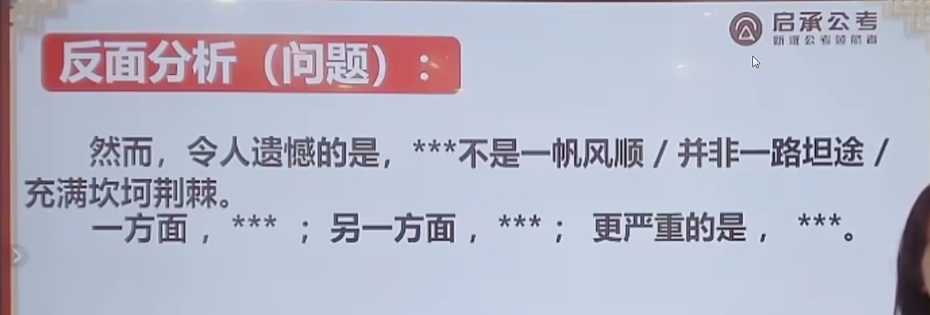 启承公考
新派公考领航者
反面分析（问题）：
然而，令人遗憾的是，***不是一帆风顺 / 并非一路坦途 /
充满坎坷荆棘。
一方面，***；另一方面，***；更严重的是，***。